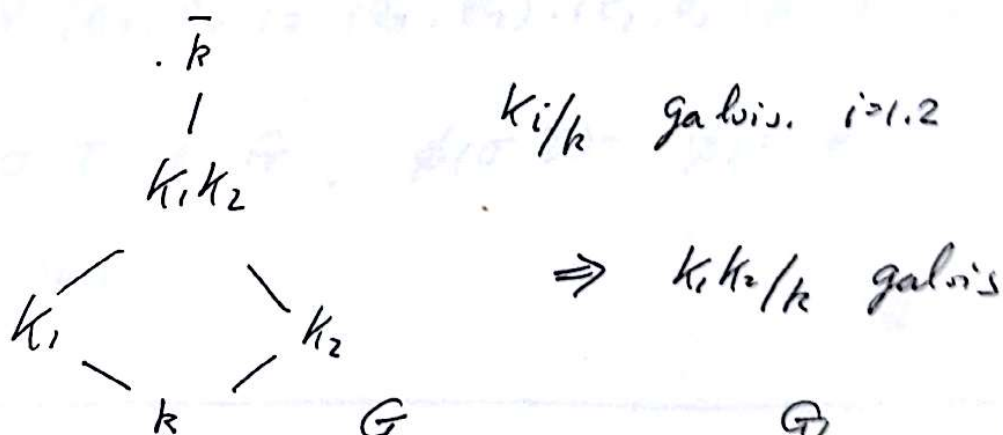 . k̄
K₁K₂
K₁ K₂
k
Kᵢ/k galois. i=1.2
⇒ K₁K₂/k galois
G G